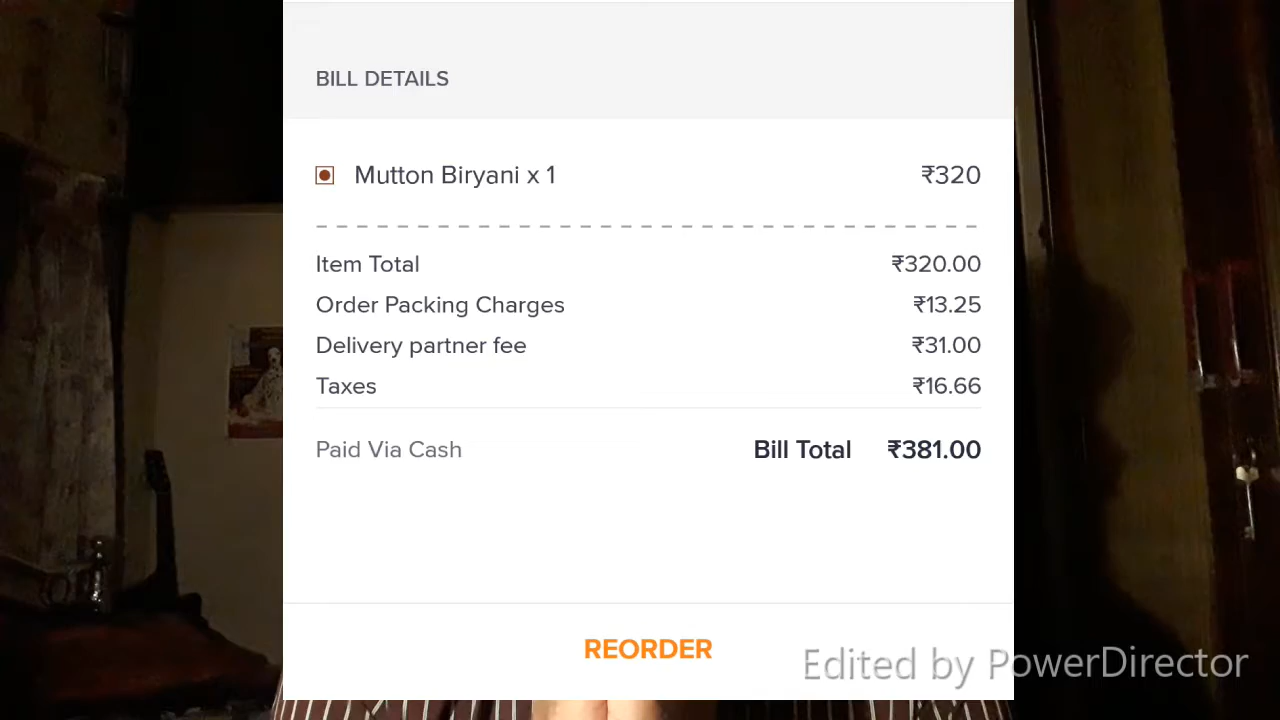 BILL DETAILS
Mutton Biryani x 1 ₹320
Item Total ₹320.00
Order Packing Charges ₹13.25
Delivery partner fee ₹31.00
Taxes ₹16.66
Paid Via Cash Bill Total ₹381.00
REORDER
Edited by PowerDirector